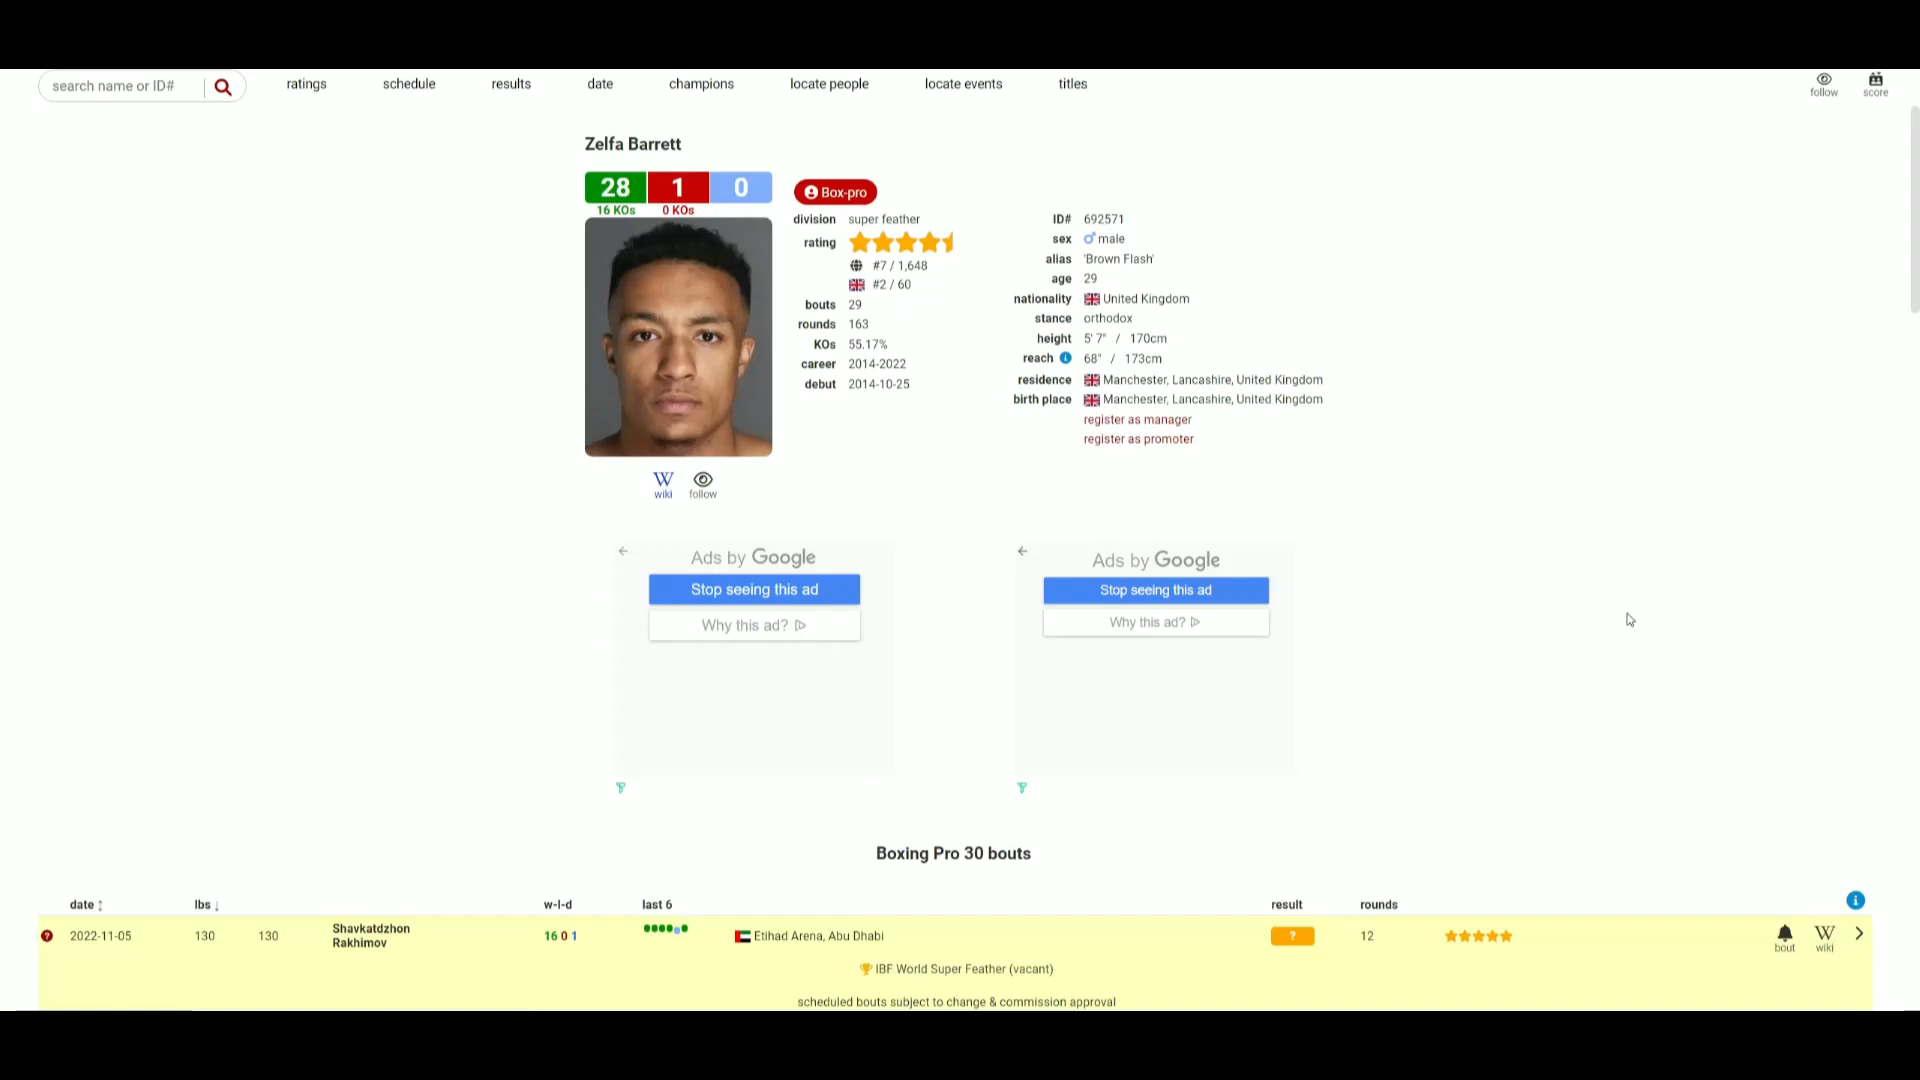 search name or ID#
ratings
schedule
results
date
champions
locate people
locate events
titles
follow
score
Zelfa Barrett
28 1 0
16 KOs 0 KOs
Box-pro
division super feather
rating
#7 / 1,648
#2 / 60
bouts 29
rounds 163
KOs 55.17%
career 2014-2022
debut 2014-10-25
ID# 692571
sex male
alias 'Brown Flash'
age 29
nationality United Kingdom
stance orthodox
height 5' 7" / 170cm
reach 68" / 173cm
residence Manchester, Lancashire, United Kingdom
birth place Manchester, Lancashire, United Kingdom
register as manager
register as promoter
W
wiki follow
Ads by Google
Stop seeing this ad
Why this ad?
Ads by Google
Stop seeing this ad
Why this ad?
Boxing Pro 30 bouts
date lbs w-l-d last 6 result rounds
2022-11-05 130 130 Shavkatdzhon Rakhimov 16 0 1 Etihad Arena, Abu Dhabi ? 12 bout W wiki
IBF World Super Feather (vacant)
scheduled bouts subject to change & commission approval